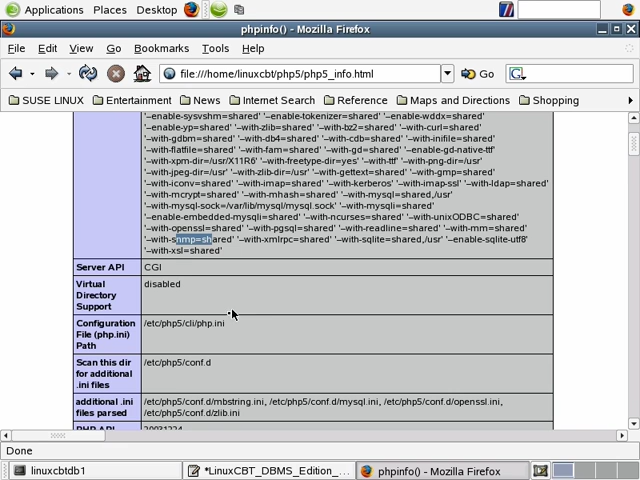 Applications Places Desktop
phpinfo() - Mozilla Firefox
File Edit View Go Bookmarks Tools Help
file:///home/linuxcbt/php5/php5_info.html Go
SUSE LINUX Entertainment News Internet Search Reference Maps and Directions Shopping
'--enable-sysvshm=shared' '--enable-tokenizer=shared' '--enable-wddx=shared'
'--enable-yp=shared' '--with-zlib=shared' '--with-bz2=shared' '--with-curl=shared'
'--with-gdbm=shared' '--with-db4=shared' '--with-cdb=shared' '--with-inifile=shared'
'--with-flatfile=shared' '--with-fam=shared' '--with-gd=shared' '--enable-gd-native-ttf'
'--with-xpm-dir=/usr/X11R6' '--with-freetype-dir=yes' '--with-ttf' '--with-png-dir=/usr'
'--with-jpeg-dir=/usr' '--with-zlib-dir=/usr' '--with-gettext=shared' '--with-gmp=shared'
'--with-iconv=shared' '--with-imap=shared' '--with-kerberos' '--with-imap-ssl' '--with-ldap=shared'
'--with-mcrypt=shared' '--with-mhash=shared' '--with-mysql=shared,/usr'
'--with-mysql-sock=/var/lib/mysql/mysql.sock' '--with-mysqli=shared'
'--enable-embedded-mysqli=shared' '--with-ncurses=shared' '--with-unixODBC=shared'
'--with-openssl=shared' '--with-pgsql=shared' '--with-readline=shared' '--with-mm=shared'
'--with-snmp=shared' '--with-xmlrpc=shared' '--with-sqlite=shared,/usr' '--enable-sqlite-utf8'
'--with-xsl=shared'
Server API CGI
Virtual Directory Support disabled
Configuration File (php.ini) Path /etc/php5/cli/php.ini
Scan this dir for additional .ini files /etc/php5/conf.d
additional .ini files parsed /etc/php5/conf.d/mbstring.ini, /etc/php5/conf.d/mysql.ini, /etc/php5/conf.d/openssl.ini,
/etc/php5/conf.d/zlib.ini
PHP API 20031224
Done
linuxcbtdb1 *LinuxCBT_DBMS_Edition_... phpinfo() - Mozilla Firefox